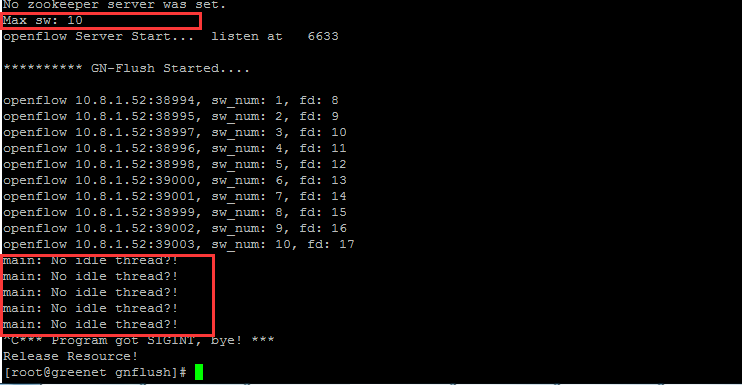 No zookeeper server was set.
Max sw: 10
openflow Server Start... listen at 6633
********** GN-Flush Started....
openflow 10.8.1.52:38994, sw_num: 1, fd: 8
openflow 10.8.1.52:38995, sw_num: 2, fd: 9
openflow 10.8.1.52:38997, sw_num: 3, fd: 10
openflow 10.8.1.52:38996, sw_num: 4, fd: 11
openflow 10.8.1.52:38998, sw_num: 5, fd: 12
openflow 10.8.1.52:39000, sw_num: 6, fd: 13
openflow 10.8.1.52:39001, sw_num: 7, fd: 14
openflow 10.8.1.52:38999, sw_num: 8, fd: 15
openflow 10.8.1.52:39002, sw_num: 9, fd: 16
openflow 10.8.1.52:39003, sw_num: 10, fd: 17
main: No idle thread?!
main: No idle thread?!
main: No idle thread?!
main: No idle thread?!
main: No idle thread?!
^C*** Program got SIGINT, bye! ***
Release Resource!
[root@greenet gnflush]#